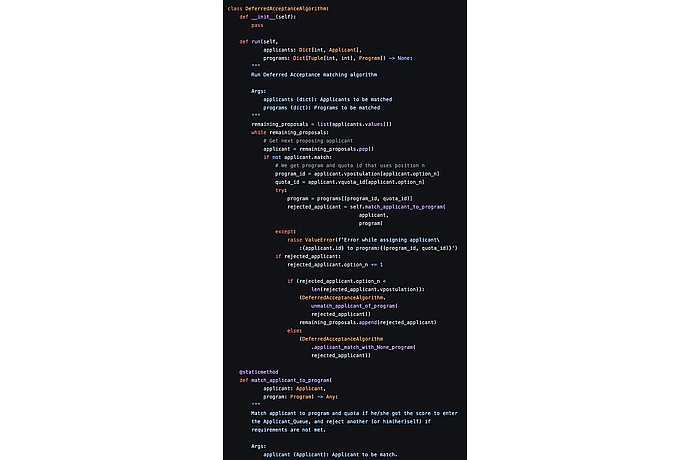 class DeferredAcceptanceAlgorithm:
def __init__(self):
pass
def run(self,
applicants: Dict[int, Applicant],
programs: Dict[Tuple[int, int], Program]) -> None:
"""
Run Deferred Acceptance matching algorithm
Args:
applicants (dict): Applicants to be matched
programs (dict): Programs to be matched
"""
remaining_proposals = list(applicants.values())
while remaining_proposals:
# Get next proposing applicant
applicant = remaining_proposals.pop()
if not applicant.match:
# We get program and quota id that uses position n
program_id = applicant.vpostulation[applicant.option_n]
quota_id = applicant.vquota_id[applicant.option_n]
try:
program = programs[(program_id, quota_id)]
rejected_applicant = self.match_applicant_to_program(
applicant,
program)
except:
raise ValueError(f'Error while assigning applicant\
:{applicant.id} to program:{(program_id, quota_id)}')
if rejected_applicant:
rejected_applicant.option_n += 1
if (rejected_applicant.option_n <
len(rejected_applicant.vpostulation)):
(DeferredAcceptanceAlgorithm.
unmatch_applicant_of_program(
rejected_applicant))
remaining_proposals.append(rejected_applicant)
else:
(DeferredAcceptanceAlgorithm
.applicant_match_with_None_program(
rejected_applicant))
@staticmethod
def match_applicant_to_program(
applicant: Applicant,
program: Program) -> Any:
"""
Match applicant to program and quota if he/she got the score to enter
the Applicant_Queue, and reject another (or him(her)self) if
requirements are not met.
Args:
applicant (Applicant): Applicant to be match.